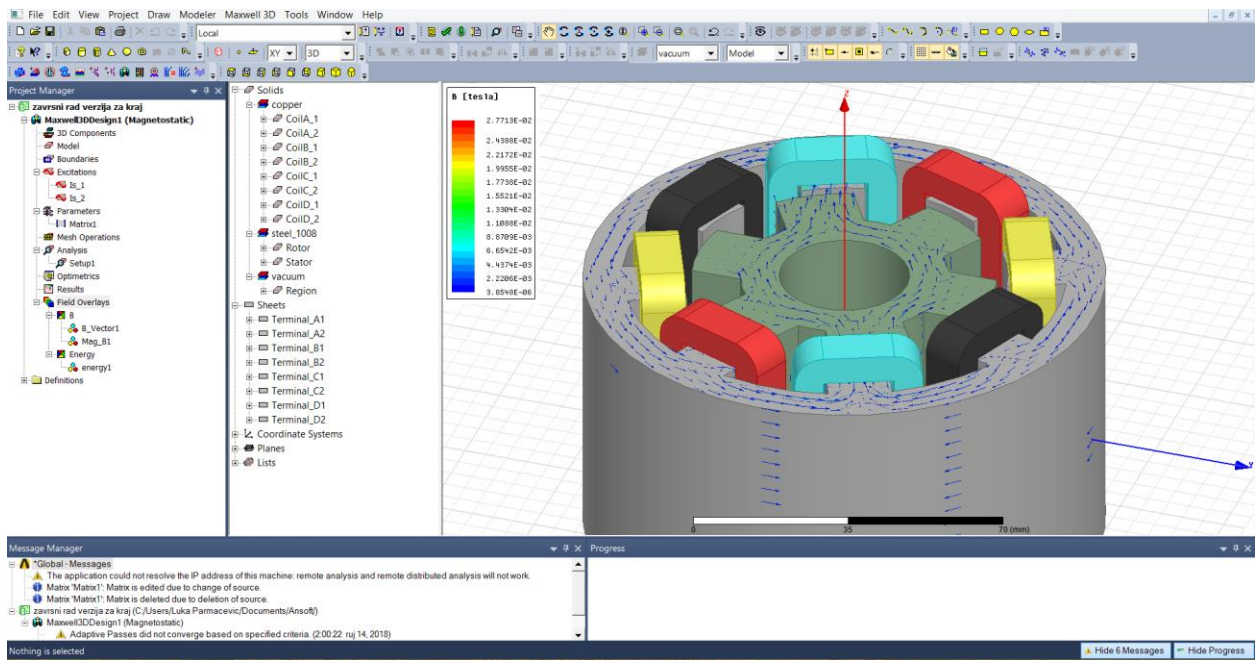 File Edit View Project Draw Modeler Maxwell 3D Tools Window Help
Local
XY 3D vacuum Model
Project Manager
zavrsni rad verzija za kraj
Maxwell3DDesign1 (Magnetostatic)
3D Components
Model
Boundaries
Excitations
Is_1
Is_2
Parameters
Matrix1
Mesh Operations
Analysis
Setup1
Optimetrics
Results
Field Overlays
B
B_Vector1
Mag_B1
Energy
energy1
Definitions
Solids
copper
CoilA_1
CoilA_2
CoilB_1
CoilB_2
CoilC_1
CoilC_2
CoilD_1
CoilD_2
steel_1008
Rotor
Stator
vacuum
Region
Sheets
Terminal_A1
Terminal_A2
Terminal_B1
Terminal_B2
Terminal_C1
Terminal_C2
Terminal_D1
Terminal_D2
Coordinate Systems
Planes
Lists
B [tesla]
2.7713E-02
2.4388E-02
2.2172E-02
1.9955E-02
1.7738E-02
1.5521E-02
1.3304E-02
1.1088E-02
8.8709E-03
6.6542E-03
4.4374E-03
2.2206E-03
3.8540E-06
Z
Y
0 35 70 (mm)
Message Manager
*Global - Messages
The application could not resolve the IP address of this machine: remote analysis and remote distributed analysis will not work.
Matrix 'Matrix1': Matrix is edited due to change of source.
Matrix 'Matrix1': Matrix is deleted due to deletion of source.
zavrsni rad verzija za kraj (C:/Users/Luka Parmacevic/Documents/Ansoft/)
Maxwell3DDesign1 (Magnetostatic)
Adaptive Passes did not converge based on specified criteria. (2:00:22 ruj 14, 2018)
Progress
Nothing is selected
Hide 6 Messages
Hide Progress